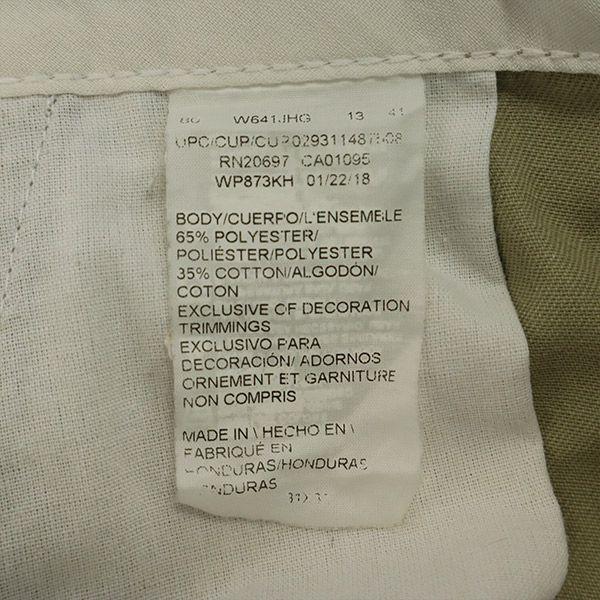 W641JHG 13 41
RN20697 CA01095
WP873KH 01/22/18
BODY/CUERPO/L'ENSEMBLE
65% POLYESTER/
POLIÉSTER/POLYESTER
35% COTTON/ALGODÓN/
COTON
EXCLUSIVE OF DECORATION
TRIMMINGS
EXCLUSIVO PARA
DECORACIÓN/ ADORNOS
ORNEMENT ET GARNITURE
NON COMPRIS
MADE IN \ HECHO EN \
FABRIQUÉ EN
HONDURAS/HONDURAS
HONDURAS